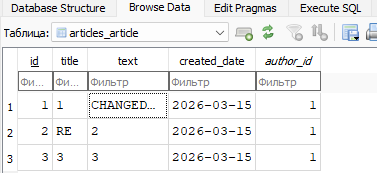 Database Structure Browse Data Edit Pragmas Execute SQL
Таблица: articles_article
id title text created_date author_id
Фи... Фи... Фильтр Фильтр Фильтр
1 1 1 CHANGED... 2026-03-15 1
2 2 RE 2 2026-03-15 1
3 3 3 3 2026-03-15 1